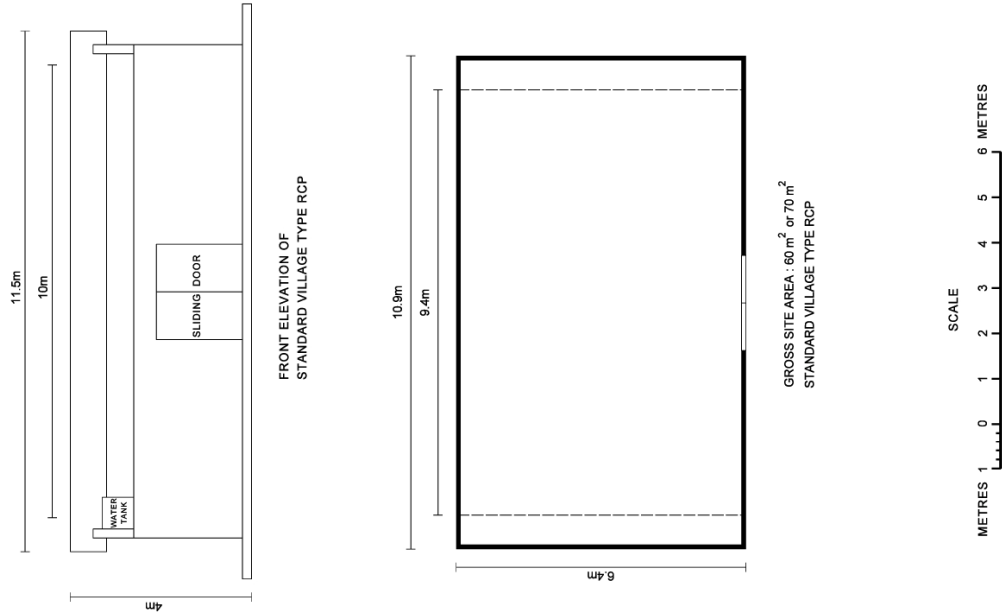 11.5m
10m
WATER
TANK
SLIDING DOOR
4m
FRONT ELEVATION OF
STANDARD VILLAGE TYPE RCP
10.9m
9.4m
6.4m
GROSS SITE AREA : 60 m² or 70 m²
STANDARD VILLAGE TYPE RCP
SCALE
METRES 1 0 1 2 3 4 5 6 METRES